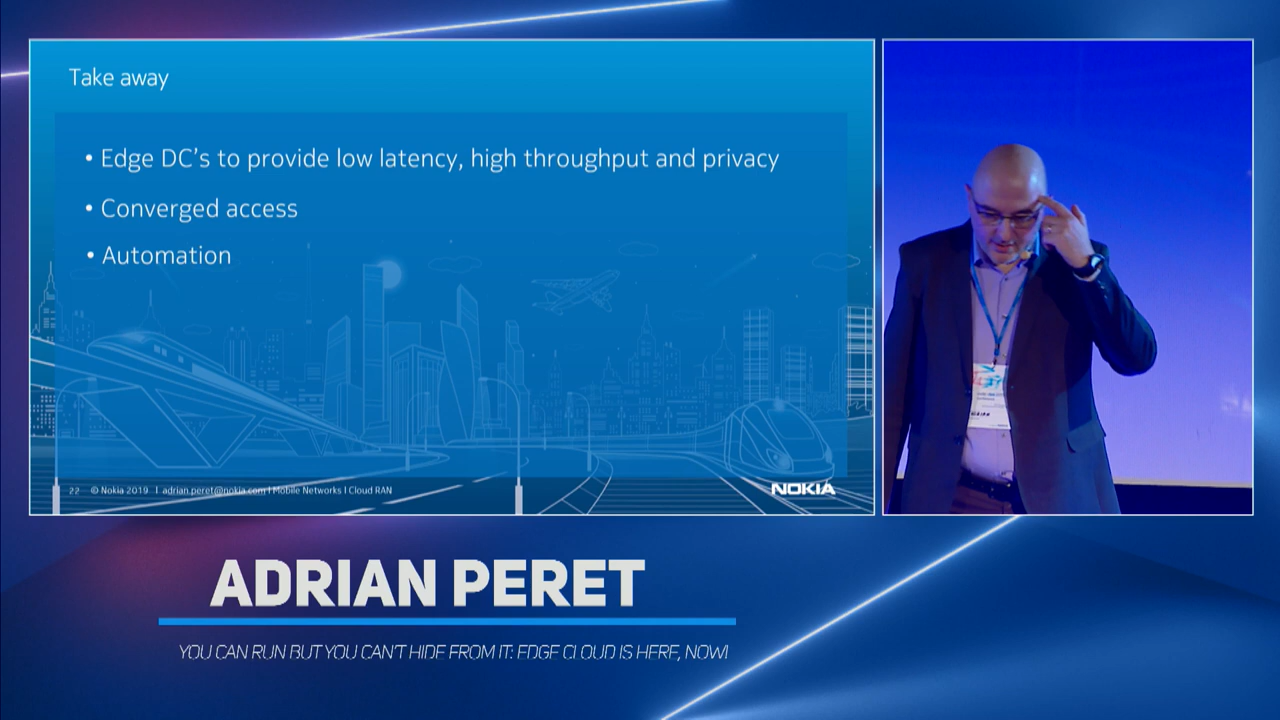 Take away
• Edge DC’s to provide low latency, high throughput and privacy
• Converged access
• Automation
22 © Nokia 2019 I adrian.peret@nokia.com I Mobile Networks I Cloud RAN
NOKIA
ADRIAN PERET
YOU CAN RUN BUT YOU CAN'T HIDE FROM IT: EDGE CLOUD IS HERE, NOW!